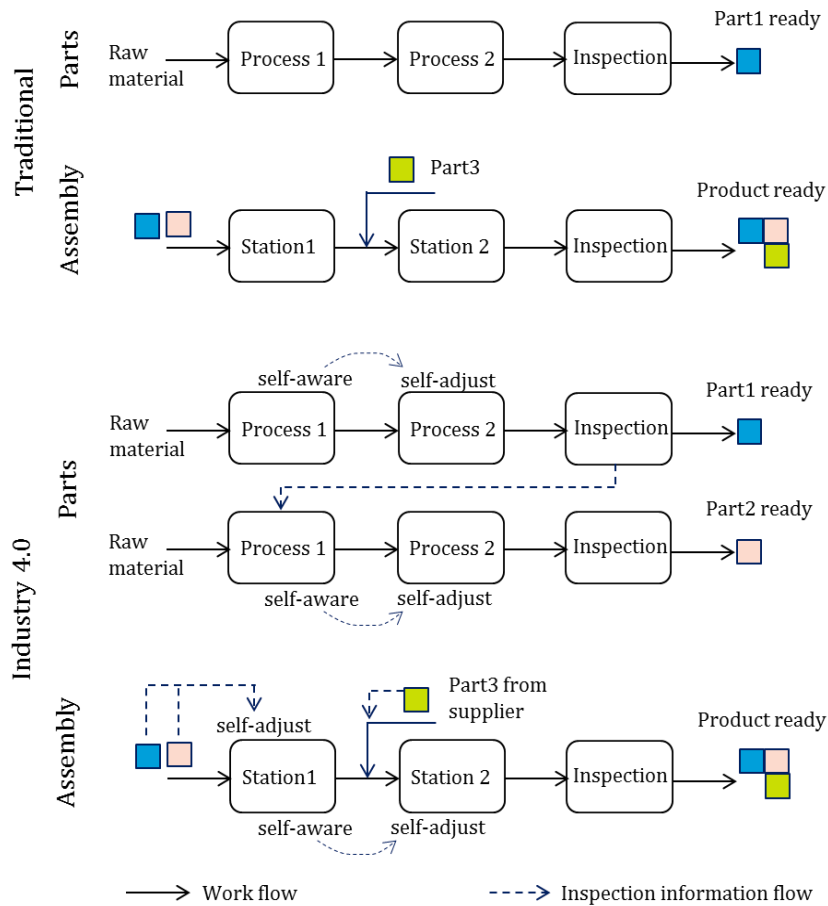 Traditional
Parts
Raw
material
Process 1
Process 2
Inspection
Part1 ready
Assembly
Part3
Station1
Station 2
Inspection
Product ready
Industry 4.0
Parts
self-aware
self-adjust
Raw
material
Process 1
Process 2
Inspection
Part1 ready
Raw
material
Process 1
Process 2
Inspection
Part2 ready
self-aware
self-adjust
Assembly
self-adjust
Part3 from
supplier
Station1
Station 2
Inspection
Product ready
self-aware
self-adjust
Work flow
Inspection information flow